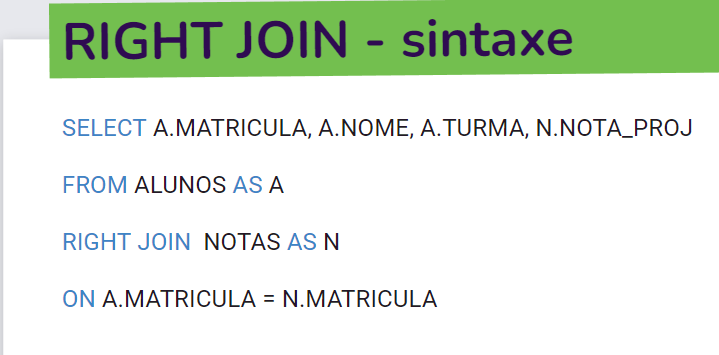 RIGHT JOIN - sintaxe
SELECT A.MATRICULA, A.NOME, A.TURMA, N.NOTA_PROJ
FROM ALUNOS AS A
RIGHT JOIN  NOTAS AS N
ON A.MATRICULA = N.MATRICULA